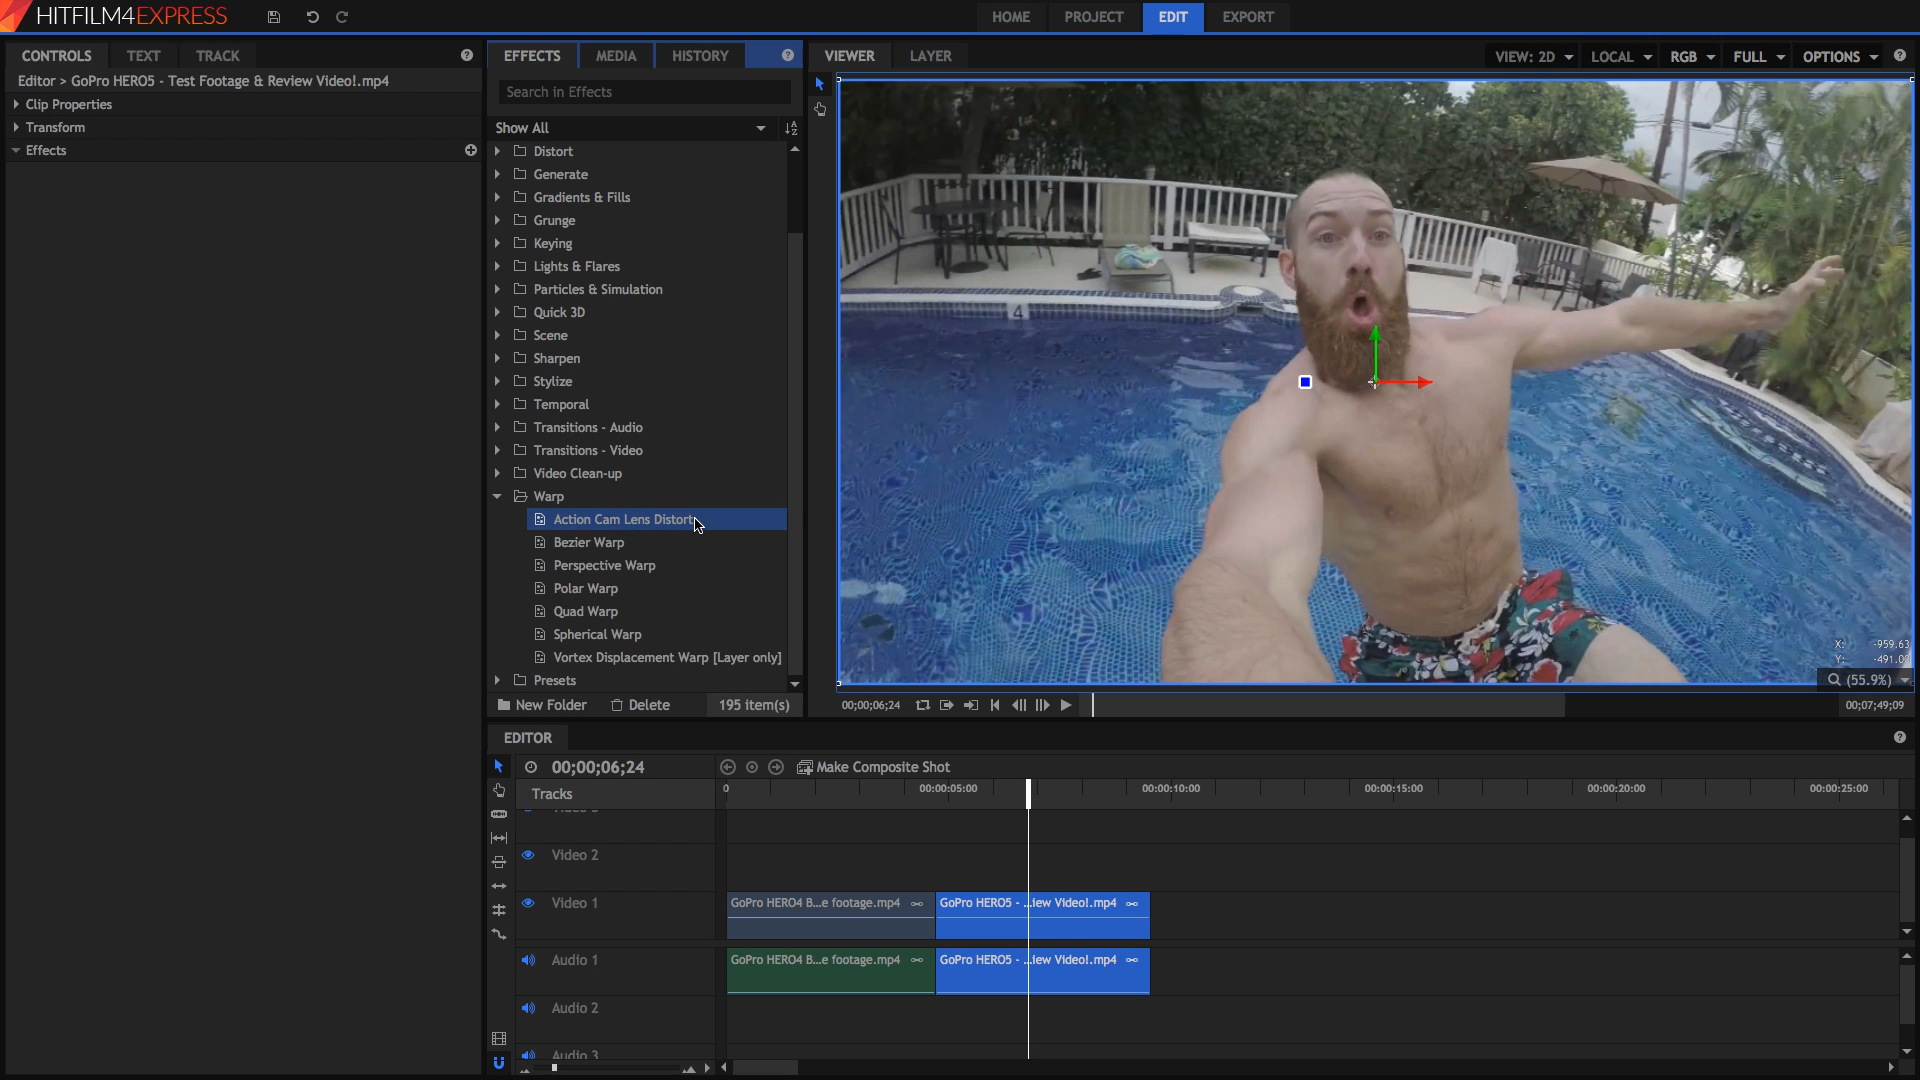 HITFILM4EXPRESS
HOME PROJECT EDIT EXPORT
CONTROLS TEXT TRACK
Editor > GoPro HERO5 - Test Footage & Review Video!.mp4
Clip Properties
Transform
Effects
EFFECTS MEDIA HISTORY
Search in Effects
Show All
Distort
Generate
Gradients & Fills
Grunge
Keying
Lights & Flares
Particles & Simulation
Quick 3D
Scene
Sharpen
Stylize
Temporal
Transitions - Audio
Transitions - Video
Video Clean-up
Warp
Action Cam Lens Distort
Bezier Warp
Perspective Warp
Polar Warp
Quad Warp
Spherical Warp
Vortex Displacement Warp [Layer only]
Presets
New Folder Delete 195 item(s)
VIEWER LAYER
VIEW: 2D LOCAL RGB FULL OPTIONS
4
X: -959.63
Y:
(55.9%)
00;00;06;24
00;07;49;09
EDITOR
00;00;06;24 Make Composite Shot
Tracks
0 00:00:05:00 00:00:10:00 00:00:15:00 00:00:20:00 00:00:25:00
Video 2
Video 1
GoPro HERO4 B...e footage.mp4 GoPro HERO5 - ...iew Video!.mp4
Audio 1
GoPro HERO4 B...e footage.mp4 GoPro HERO5 - ...iew Video!.mp4
Audio 2
Audio 3